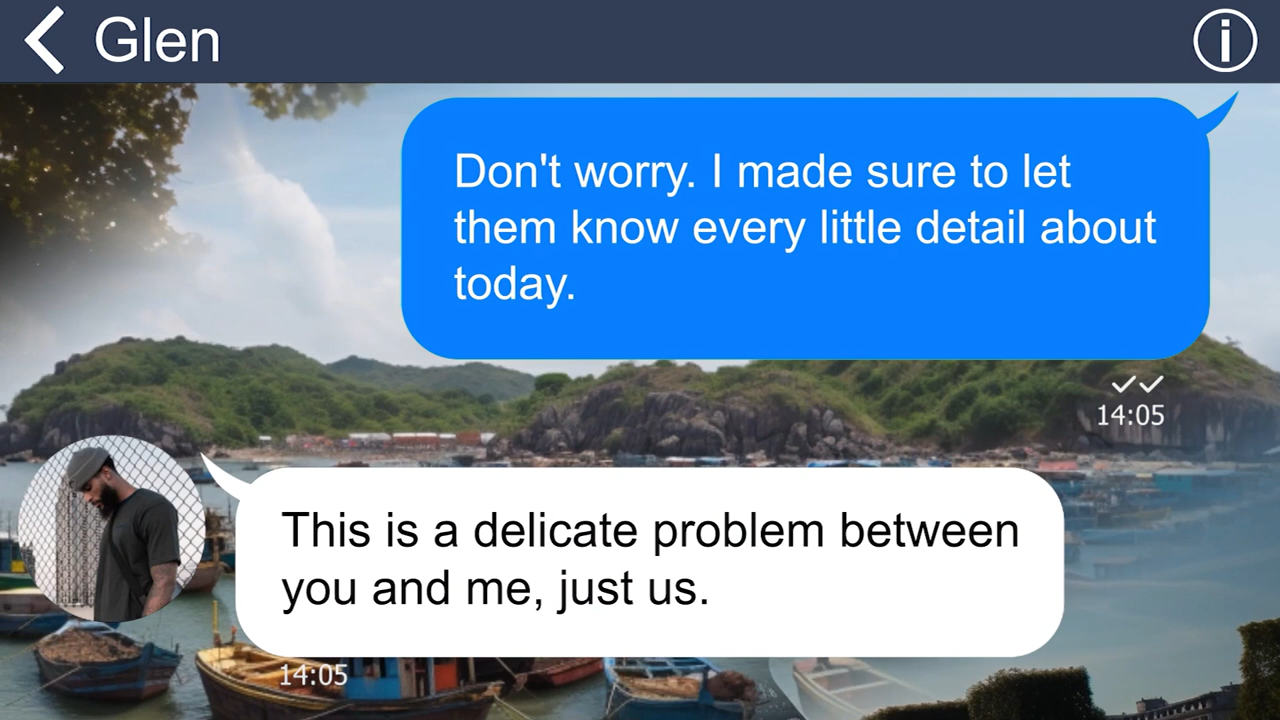 Glen
Don't worry. I made sure to let
them know every little detail about
today.
14:05
This is a delicate problem between
you and me, just us.
14:05